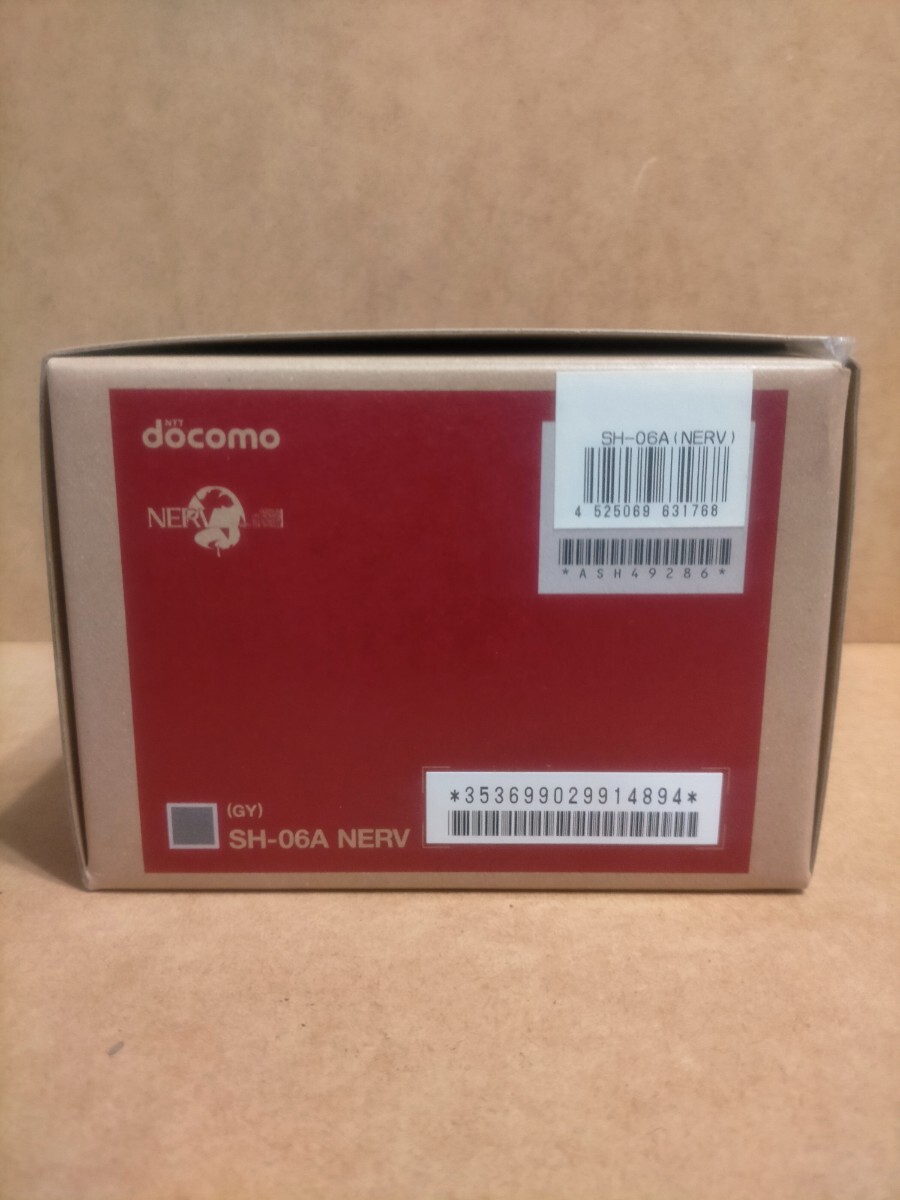 NTT
docomo
NERV
SH-06A(NERV)
4 525069 631768
*ASH49286*
*353699029914894*
(GY)
SH-06A NERV